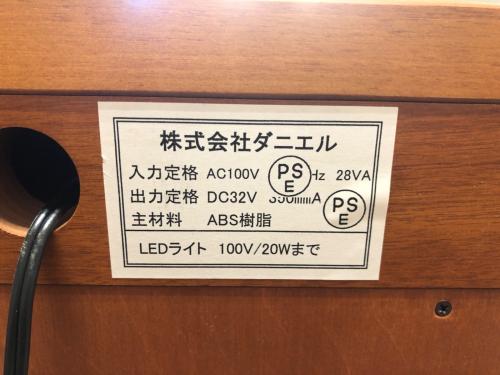 株式会社ダニエル
入力定格 AC100V Hz 28VA
出力定格 DC32V A
主材料 ABS樹脂
LEDライト 100V/20Wまで
PS
E
PS
E